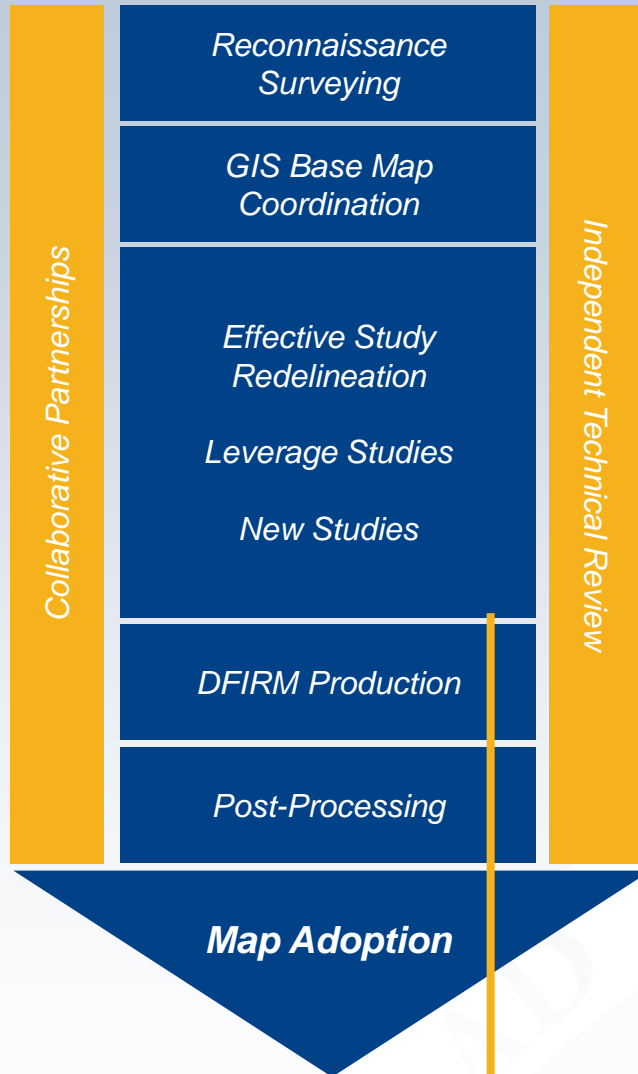 Reconnaissance
Surveying
GIS Base Map
Coordination
Collaborative Partnerships
Effective Study
Redelineation
Leverage Studies
New Studies
Independent Technical Review
DFIRM Production
Post-Processing
Map Adoption